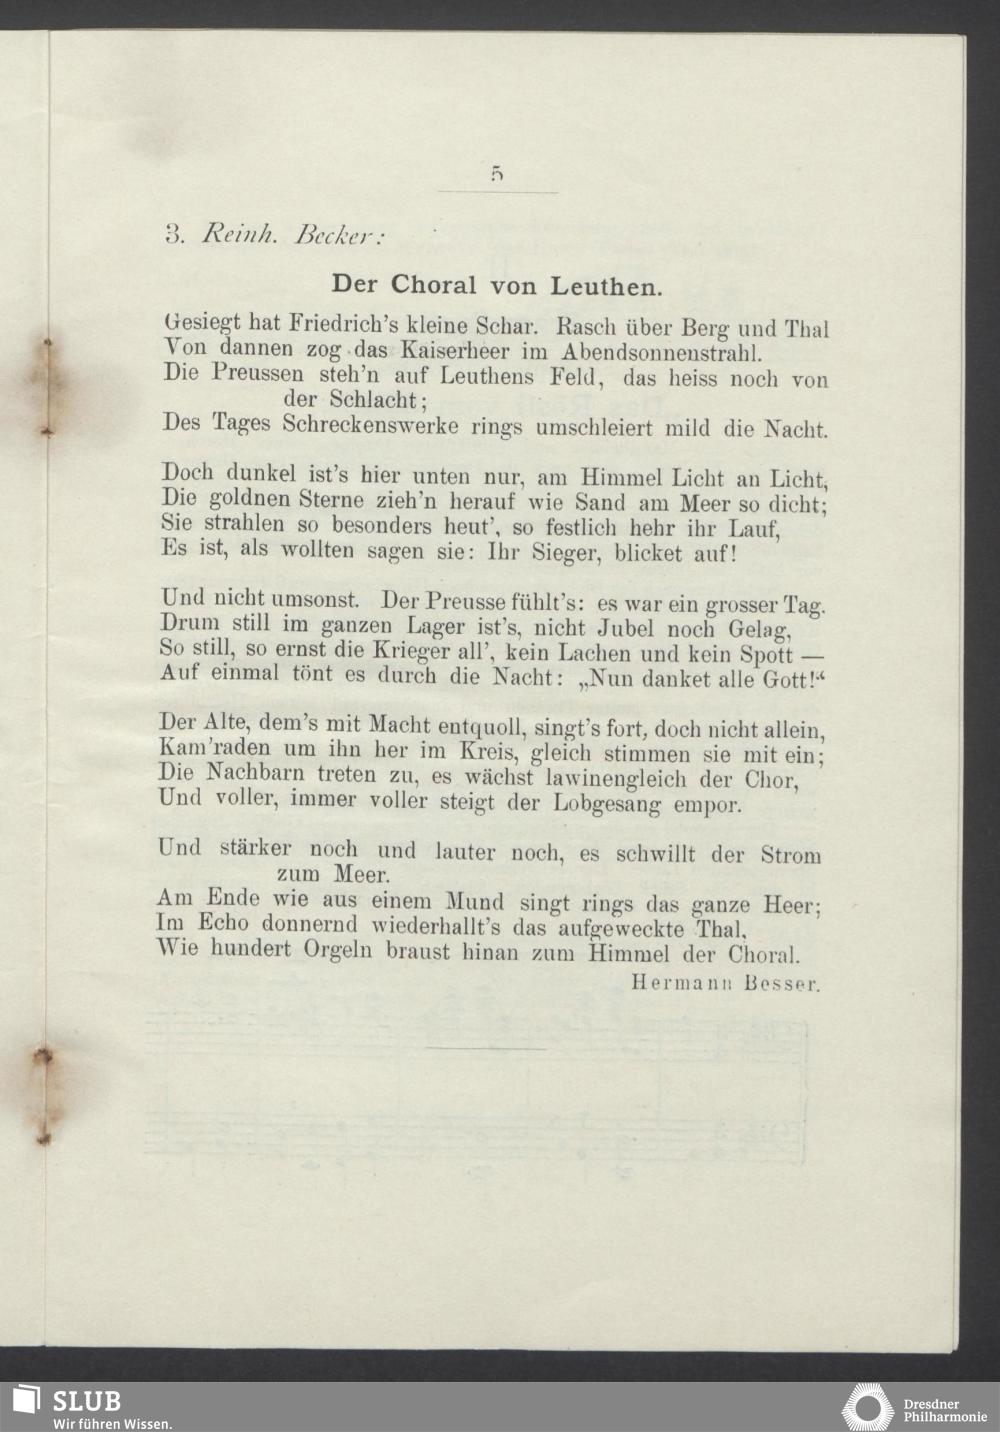 5
3. Reinh. Becker:
Der Choral von Leuthen.
Gesiegt hat Friedrich's kleine Schar. Rasch über Berg und Thal
Von dannen zog das Kaiserheer im Abendsonnenstrahl.
Die Preussen steh'n auf Leuthens Feld, das heiss noch von
der Schlacht;
Des Tages Schreckenswerke rings umschleiert mild die Nacht.
Doch dunkel ist's hier unten nur, am Himmel Licht an Licht,
Die goldnen Sterne zieh'n herauf wie Sand am Meer so dicht;
Sie strahlen so besonders heut', so festlich hehr ihr Lauf,
Es ist, als wollten sagen sie: Ihr Sieger, blicket auf!
Und nicht umsonst. Der Preusse fühlt's: es war ein grosser Tag.
Drum still im ganzen Lager ist's, nicht Jubel noch Gelag,
So still, so ernst die Krieger all', kein Lachen und kein Spott —
Auf einmal tönt es durch die Nacht: „Nun danket alle Gott!“
Der Alte, dem's mit Macht entquoll, singt's fort, doch nicht allein,
Kam'raden um ihn her im Kreis, gleich stimmen sie mit ein;
Die Nachbarn treten zu, es wächst lawinengleich der Chor,
Und voller, immer voller steigt der Lobgesang empor.
Und stärker noch und lauter noch, es schwillt der Strom
zum Meer.
Am Ende wie aus einem Mund singt rings das ganze Heer;
Im Echo donnernd wiederhallt's das aufgeweckte Thal,
Wie hundert Orgeln braust hinan zum Himmel der Choral.
Hermann Besser.
SLUB
Wir führen Wissen.
Dresdner
Philharmonie